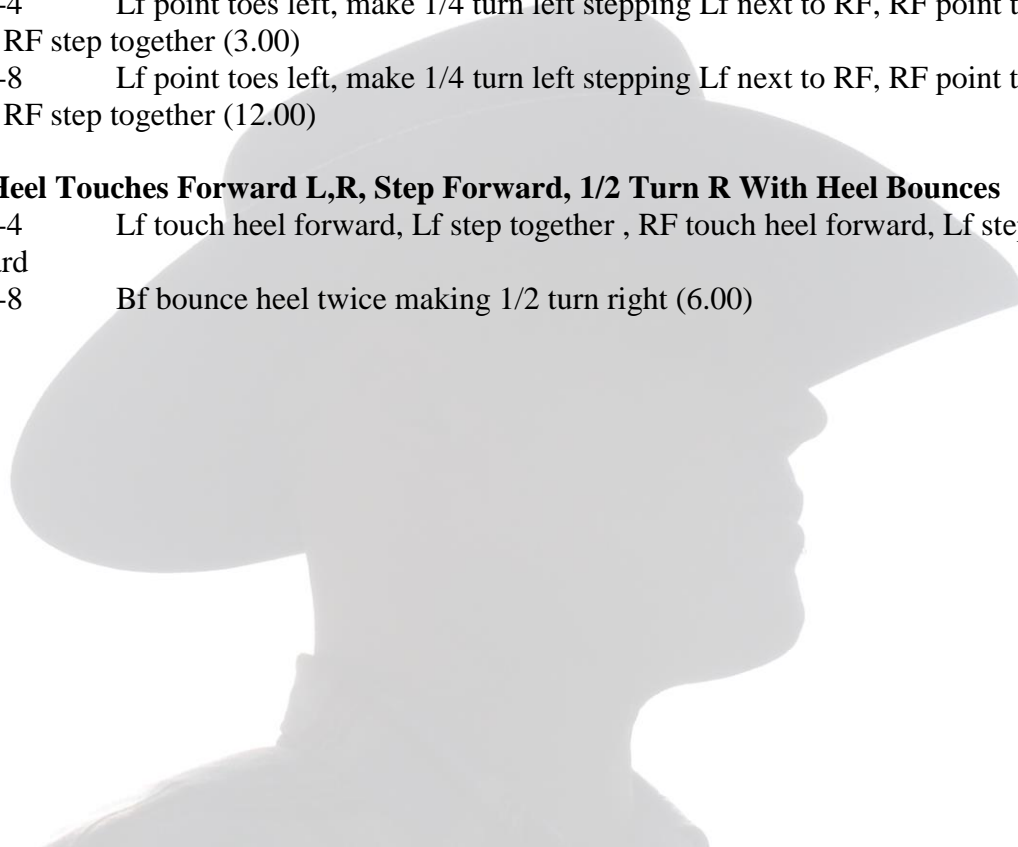 -4 Lf point toes left, make 1/4 turn left stepping Lf next to RF, RF point t
RF step together (3.00)
-8 Lf point toes left, make 1/4 turn left stepping Lf next to RF, RF point t
RF step together (12.00)
Heel Touches Forward L,R, Step Forward, 1/2 Turn R With Heel Bounces
-4 Lf touch heel forward, Lf step together , RF touch heel forward, Lf step
ard
-8 Bf bounce heel twice making 1/2 turn right (6.00)